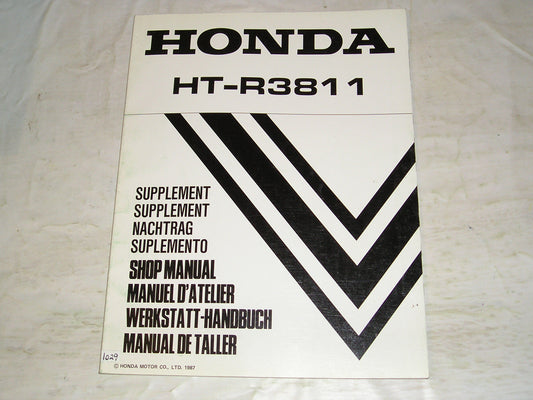 HONDA
HT-R3811
SUPPLEMENT
SUPPLEMENT
NACHTRAG
SUPLEMENTO
SHOP MANUAL
MANUEL D'ATELIER
WERKSTATT-HANDBUCH
MANUAL DE TALLER
1029
© HONDA MOTOR CO., LTD. 1987